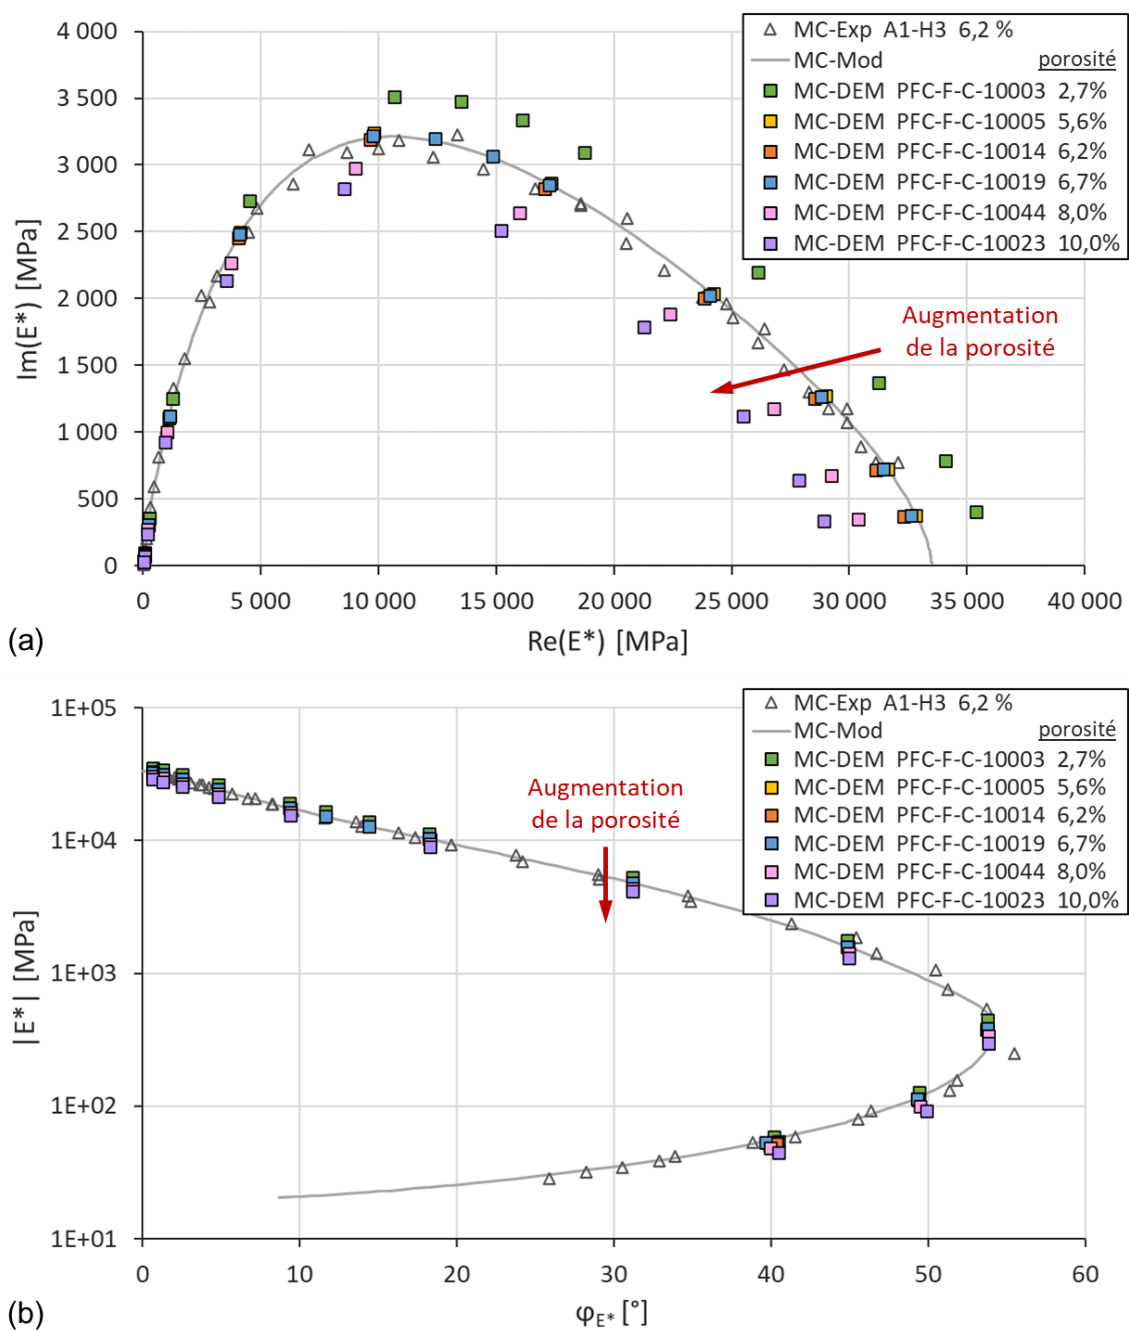 4 000
3 500
3 000
2 500
2 000
1 500
1 000
500
0
Im(E*) [MPa]
MC-Exp A1-H3 6,2 %
MC-Mod porosité
MC-DEM PFC-F-C-10003 2,7%
MC-DEM PFC-F-C-10005 5,6%
MC-DEM PFC-F-C-10014 6,2%
MC-DEM PFC-F-C-10019 6,7%
MC-DEM PFC-F-C-10044 8,0%
MC-DEM PFC-F-C-10023 10,0%
Augmentation
de la porosité
0 5 000 10 000 15 000 20 000 25 000 30 000 35 000 40 000
(a) Re(E*) [MPa]
1E+05
1E+04
1E+03
1E+02
1E+01
|E*| [MPa]
MC-Exp A1-H3 6,2 %
MC-Mod porosité
MC-DEM PFC-F-C-10003 2,7%
MC-DEM PFC-F-C-10005 5,6%
MC-DEM PFC-F-C-10014 6,2%
MC-DEM PFC-F-C-10019 6,7%
MC-DEM PFC-F-C-10044 8,0%
MC-DEM PFC-F-C-10023 10,0%
Augmentation
de la porosité
0 10 20 30 40 50 60
(b) φE* [°]